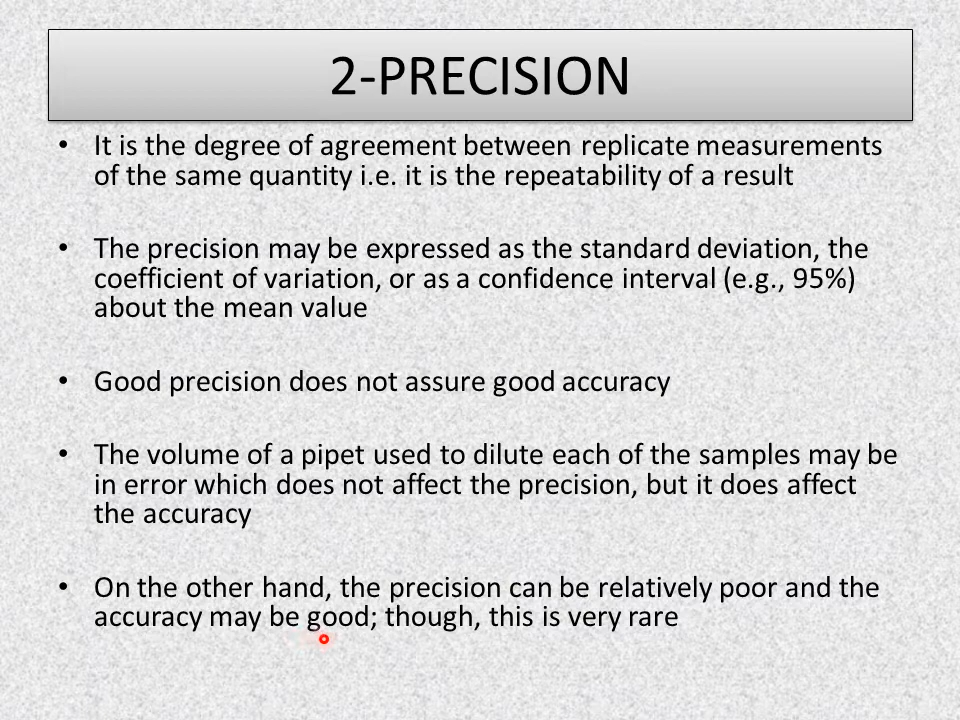 2-PRECISION
• It is the degree of agreement between replicate measurements
of the same quantity i.e. it is the repeatability of a result
• The precision may be expressed as the standard deviation, the
coefficient of variation, or as a confidence interval (e.g., 95%)
about the mean value
• Good precision does not assure good accuracy
• The volume of a pipet used to dilute each of the samples may be
in error which does not affect the precision, but it does affect
the accuracy
• On the other hand, the precision can be relatively poor and the
accuracy may be good; though, this is very rare